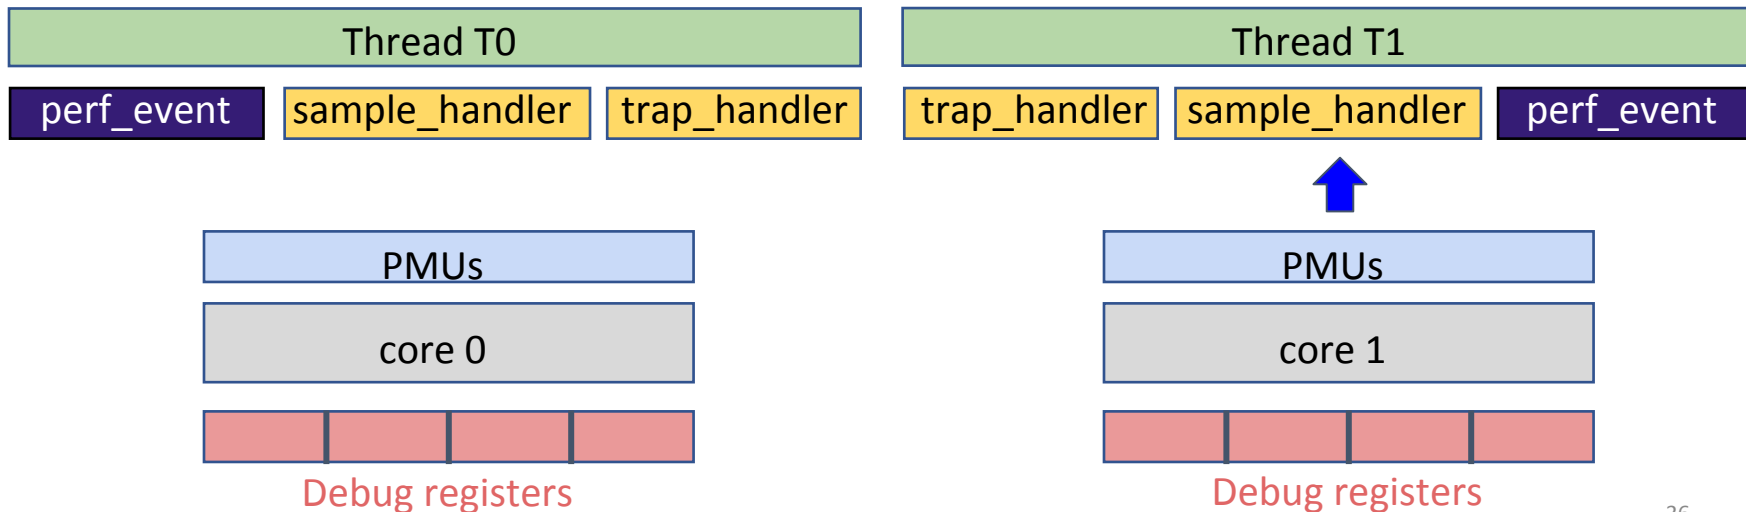 Thread T0
Thread T1
perf_event
sample_handler
trap_handler
trap_handler
sample_handler
perf_event
PMUs
PMUs
core 0
core 1
Debug registers
Debug registers